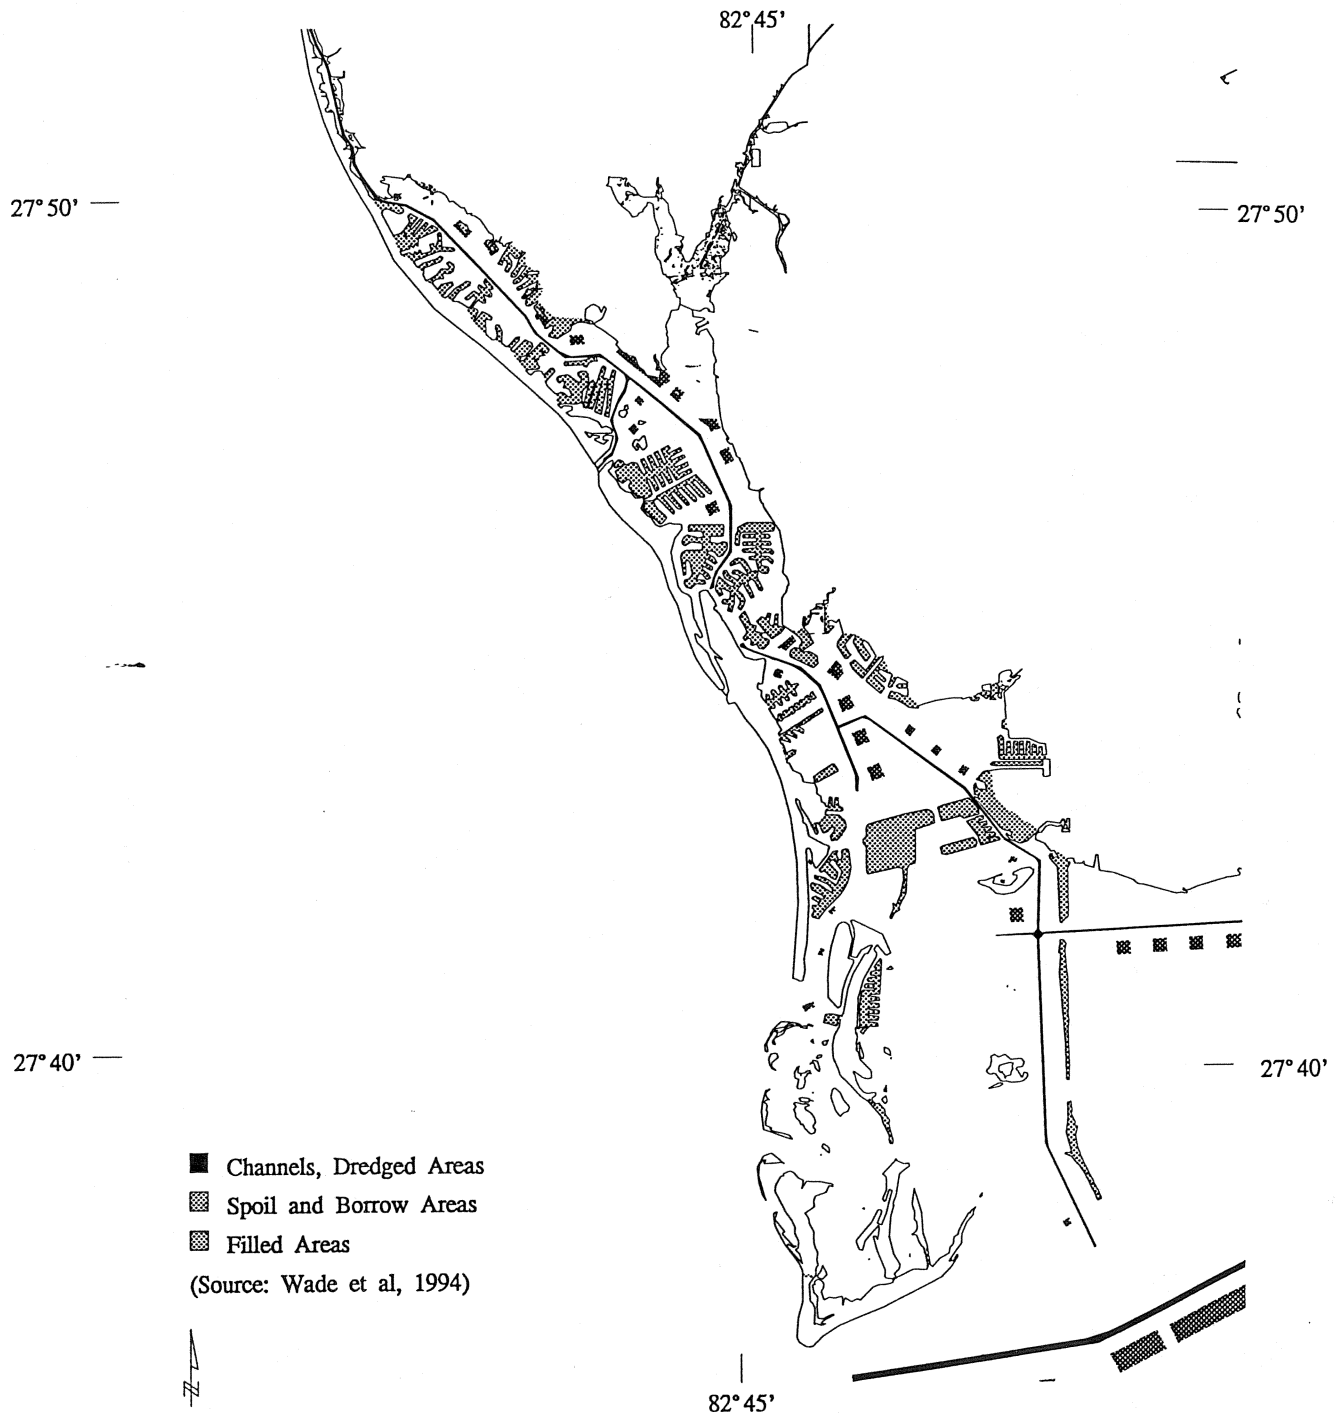 82°45'
27°50'
27°50'
27°40'
27°40'
Channels, Dredged Areas
Spoil and Borrow Areas
Filled Areas
(Source: Wade et al, 1994)
N
82°45'